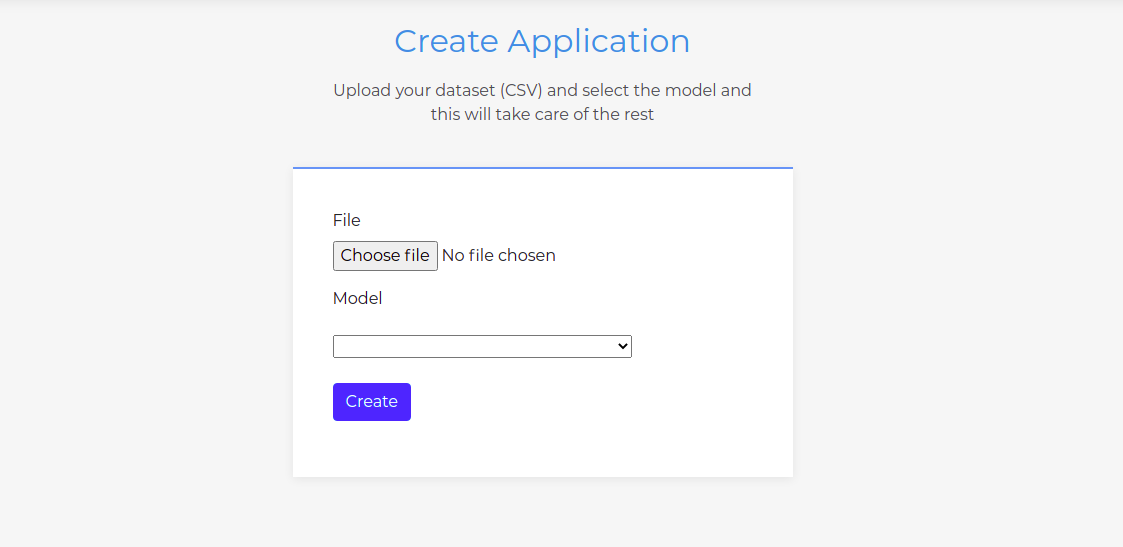 Create Application
Upload your dataset (CSV) and select the model and
this will take care of the rest
File
Choose file No file chosen
Model
Create